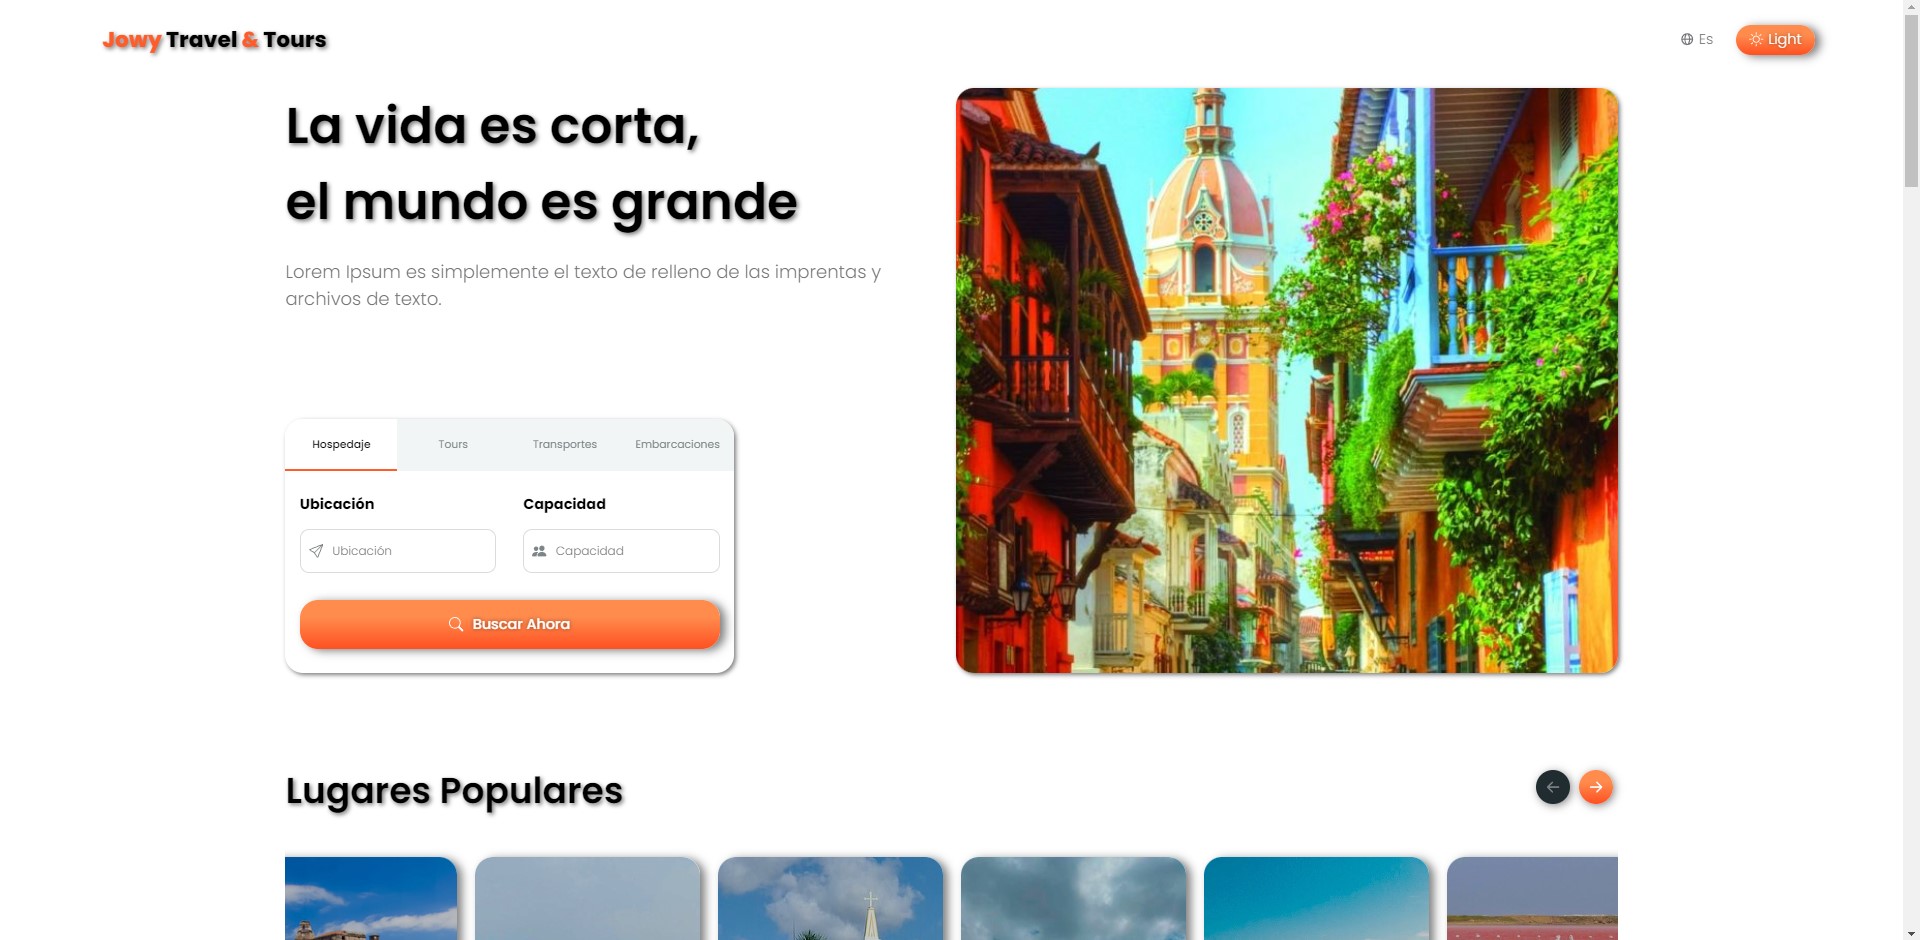 Jowy Travel & Tours
Es
Light
La vida es corta,
el mundo es grande
Lorem Ipsum es simplemente el texto de relleno de las imprentas y
archivos de texto.
Hospedaje
Tours
Transportes
Embarcaciones
Ubicación
Capacidad
Ubicación
Capacidad
Buscar Ahora
Lugares Populares